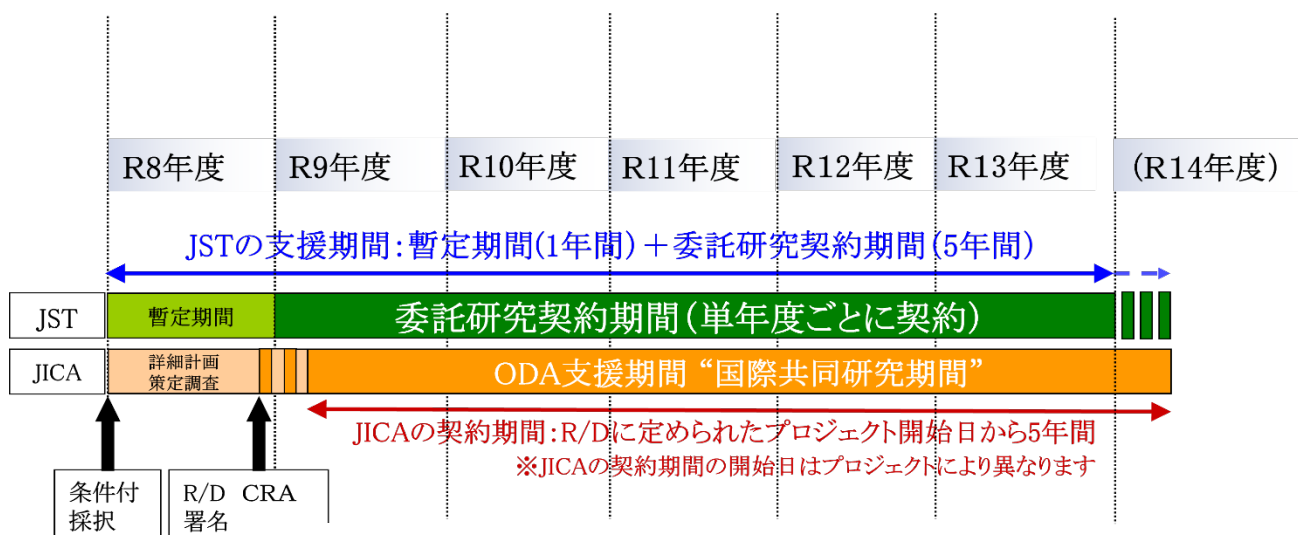 R8年度
R9年度
R10年度
R11年度
R12年度
R13年度
(R14年度)
JSTの支援期間：暫定期間(1年間)＋委託研究契約期間(5年間)
JST
暫定期間
委託研究契約期間(単年度ごとに契約)
JICA
詳細計画
策定調査
ODA支援期間 “国際共同研究期間”
JICAの契約期間：R/Dに定められたプロジェクト開始日から5年間
※JICAの契約期間の開始日はプロジェクトにより異なります
条件付
採択
R/D CRA
署名